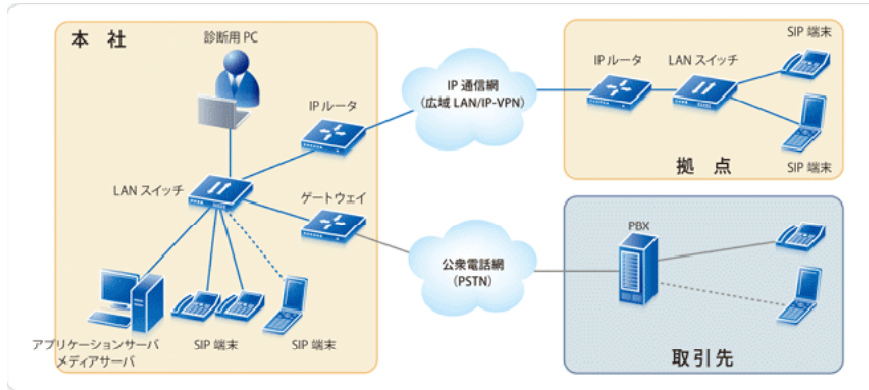 本 社
診断用 PC
IP ルータ
LAN スイッチ
ゲートウェイ
アプリケーションサーバ
メディアサーバ
SIP 端末
SIP 端末
IP 通信網
（広域 LAN/IP-VPN）
公衆電話網
（PSTN）
SIP 端末
IP ルータ
LAN スイッチ
SIP 端末
拠 点
PBX
取引先